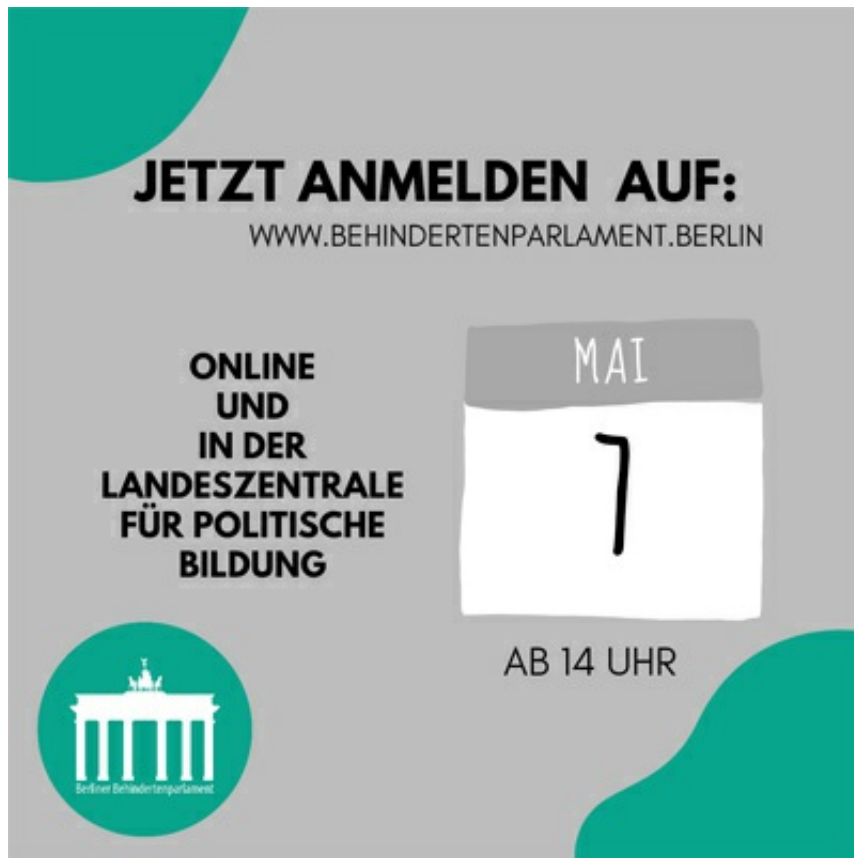 JETZT ANMELDEN AUF:
WWW.BEHINDERTENPARLAMENT.BERLIN
ONLINE
UND
IN DER
LANDESZENTRALE
FÜR POLITISCHE
BILDUNG
MAI
7
AB 14 UHR
Berliner Behindertenparlament